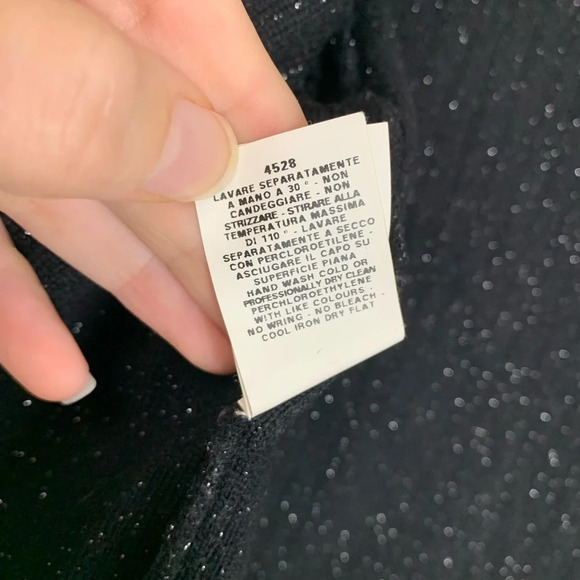 4528
LAVARE SEPARATAMENTE
A MANO A 30 ° - NON
CANDEGGIARE - NON
STRIZZARE - STIRARE ALLA
TEMPERATURA MASSIMA
DI 110 ° - LAVARE
SEPARATAMENTE A SECCO
CON PERCLOROETILENE -
ASCIUGARE IL CAPO SU
SUPERFICIE PIANA
HAND WASH COLD OR
PROFESSIONALLY DRY CLEAN
PERCHLOROETHYLENE
WITH LIKE COLOURS -
NO WRING - NO BLEACH -
COOL IRON DRY FLAT